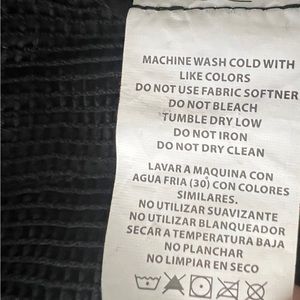 MACHINE WASH COLD WITH
LIKE COLORS
DO NOT USE FABRIC SOFTNER
DO NOT BLEACH
TUMBLE DRY LOW
DO NOT IRON
DO NOT DRY CLEAN
LAVAR A MAQUINA CON
AGUA FRIA (30) CON COLORES
SIMILARES.
NO UTILIZAR SUAVIZANTE
NO UTILIZAR BLANQUEADOR
SECAR A TEMPERATURA BAJA
NO PLANCHAR
NO LIMPIAR EN SECO